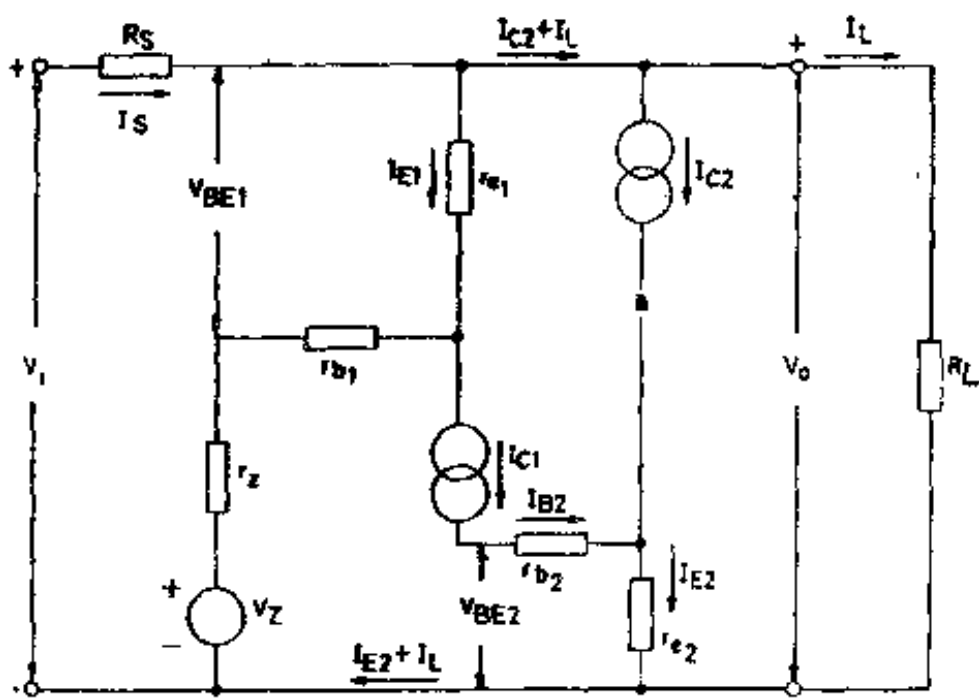 R_S
I_C2+I_L
+
I_L
+
I_S
V_BE1
I_E1
r_e1
I_C2
V_I
r_b1
V_o
R_L
r_z
I_C1
I_B2
r_b2
I_E2
+
V_Z
−
V_BE2
r_e2
I_E2+I_L
-